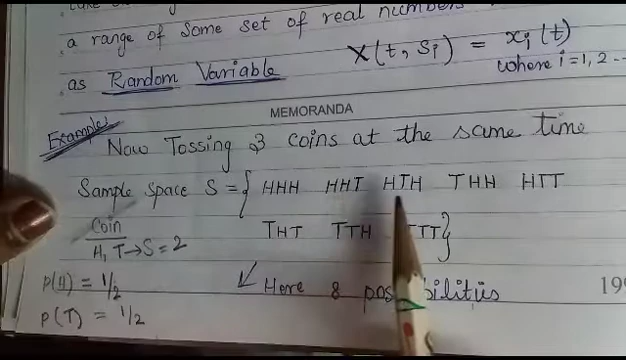 a range of some set of real numbers
as Random Variable
X(t, Si) = xi(t)
where i=1, 2 --
MEMORANDA
Example:
Now Tossing 3 coins at the same time
Sample space S = { HHH HHT HTH THH HTT
THT TTH TTT}
Coin
H, T → S = 2
P(H) = 1/2
P(T) = 1/2
Here 8 possibilities